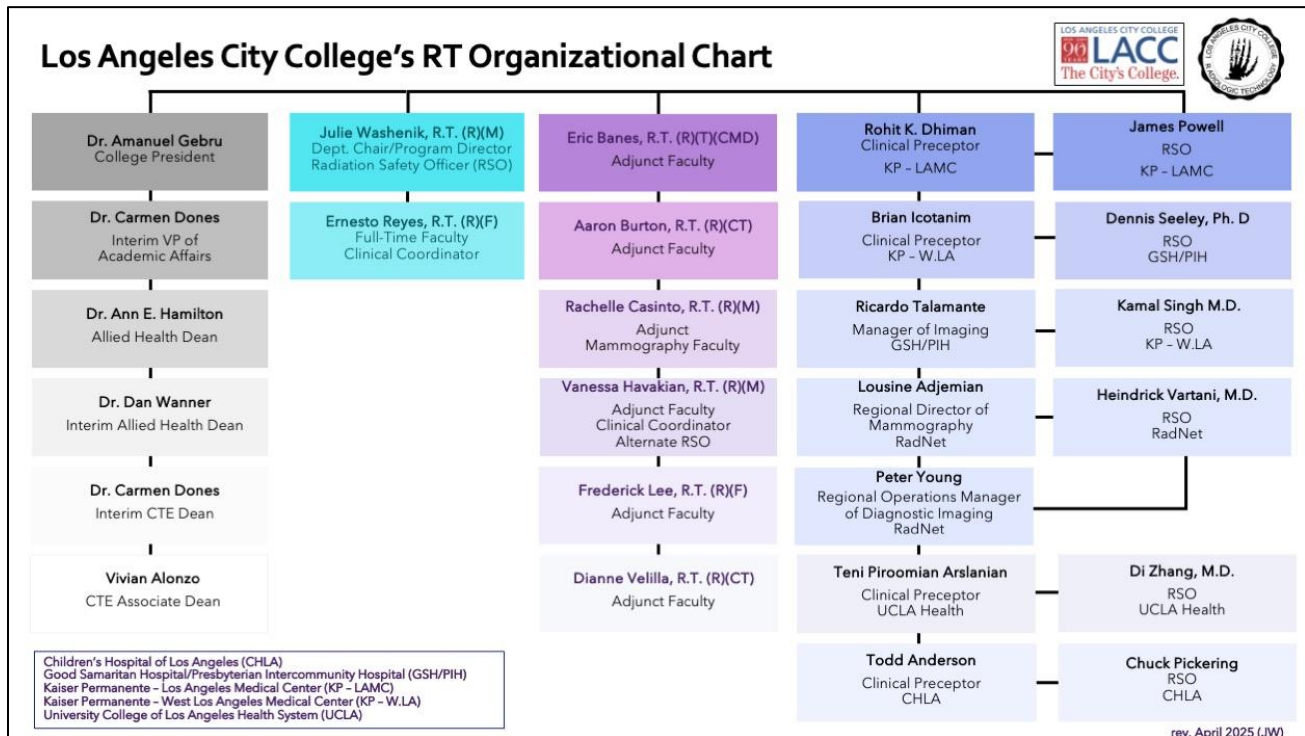 Los Angeles City College's RT Organizational Chart
LOS ANGELES CITY COLLEGE
96
YEARS
LACC
The City's College.
LOS ANGELES CITY COLLEGE
RADIOLOGIC TECHNOLOGY
Dr. Amanuel Gebru
College President
Dr. Carmen Dones
Interim VP of
Academic Affairs
Dr. Ann E. Hamilton
Allied Health Dean
Dr. Dan Wanner
Interim Allied Health Dean
Dr. Carmen Dones
Interim CTE Dean
Vivian Alonzo
CTE Associate Dean
Julie Washenik, R.T. (R)(M)
Dept. Chair/Program Director
Radiation Safety Officer (RSO)
Ernesto Reyes, R.T. (R)(F)
Full-Time Faculty
Clinical Coordinator
Eric Banes, R.T. (R)(T)(CMD)
Adjunct Faculty
Aaron Burton, R.T. (R)(CT)
Adjunct Faculty
Rachelle Casinto, R.T. (R)(M)
Adjunct
Mammography Faculty
Vanessa Havakian, R.T. (R)(M)
Adjunct Faculty
Clinical Coordinator
Alternate RSO
Frederick Lee, R.T. (R)(F)
Adjunct Faculty
Dianne Velilla, R.T. (R)(CT)
Adjunct Faculty
Rohit K. Dhiman
Clinical Preceptor
KP – LAMC
James Powell
RSO
KP – LAMC
Brian Icotanim
Clinical Preceptor
KP – W.LA
Dennis Seeley, Ph. D
RSO
GSH/PIH
Ricardo Talamante
Manager of Imaging
GSH/PIH
Kamal Singh M.D.
RSO
KP – W.LA
Lousine Adjemian
Regional Director of
Mammography
RadNet
Heindrick Vartani, M.D.
RSO
RadNet
Peter Young
Regional Operations Manager
of Diagnostic Imaging
RadNet
Teni Piroomian Arslanian
Clinical Preceptor
UCLA Health
Di Zhang, M.D.
RSO
UCLA Health
Todd Anderson
Clinical Preceptor
CHLA
Chuck Pickering
RSO
CHLA
Children's Hospital of Los Angeles (CHLA)
Good Samaritan Hospital/Presbyterian Intercommunity Hospital (GSH/PIH)
Kaiser Permanente – Los Angeles Medical Center (KP – LAMC)
Kaiser Permanente – West Los Angeles Medical Center (KP – W.LA)
University College of Los Angeles Health System (UCLA)
rev. April 2025 (JW)